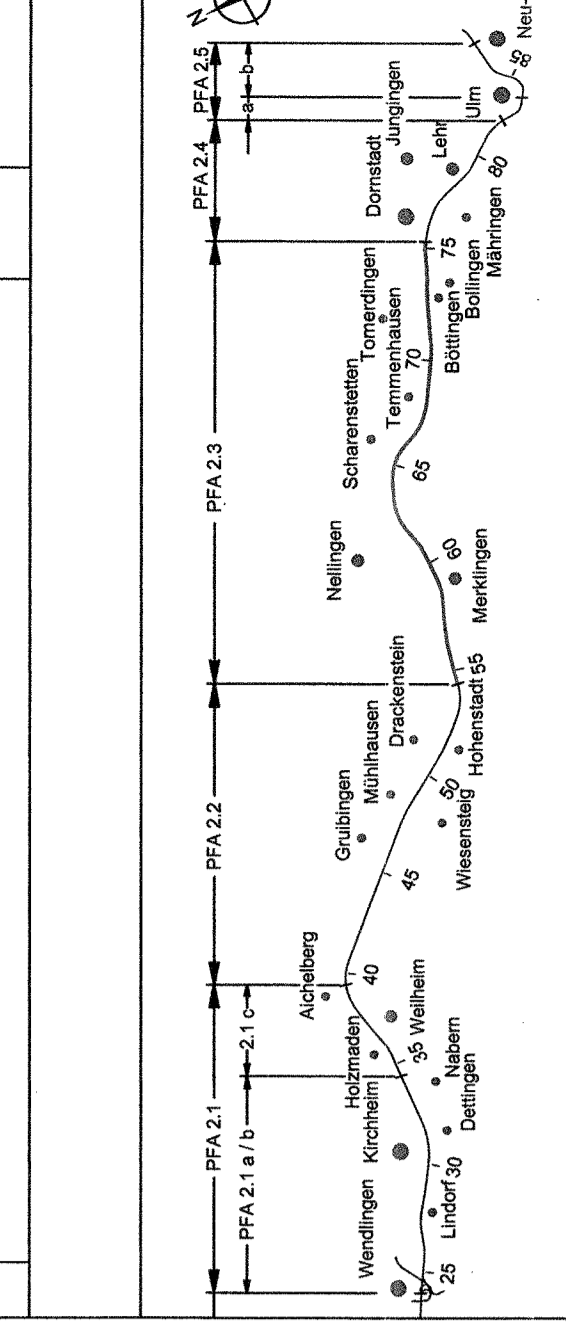 N
PFA 2.1
PFA 2.2
PFA 2.3
PFA 2.4
PFA 2.5
PFA 2.1 a / b
2.1 c
a
b
Wendlingen
Kirchheim
Holzmaden
Aichelberg
Weilheim
Lindorf
Dettingen
Nabern
Gruibingen
Mühlhausen
Drackenstein
Wiesensteig
Hohenstadt
Nellingen
Merklingen
Scharenstetten
Temmenhausen
Tomerdingen
Böttingen
Bollingen
Mähringen
Dornstadt
Jungingen
Lehr
Ulm
Neu-
25
30
35
40
45
50
55
60
65
70
75
80
85